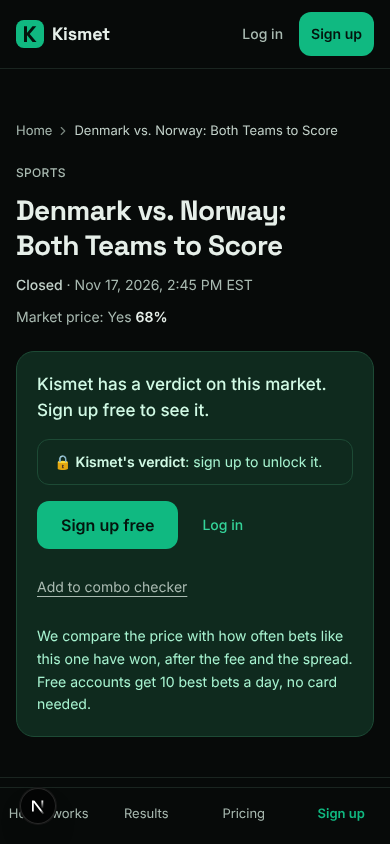 K Kismet
Log in
Sign up
Home > Denmark vs. Norway: Both Teams to Score
SPORTS
Denmark vs. Norway:
Both Teams to Score
Closed · Nov 17, 2026, 2:45 PM EST
Market price: Yes 68%
Kismet has a verdict on this market.
Sign up free to see it.
🔒 Kismet's verdict: sign up to unlock it.
Sign up free
Log in
Add to combo checker
We compare the price with how often bets like
this one have won, after the fee and the spread.
Free accounts get 10 best bets a day, no card
needed.
N
works
Results
Pricing
Sign up